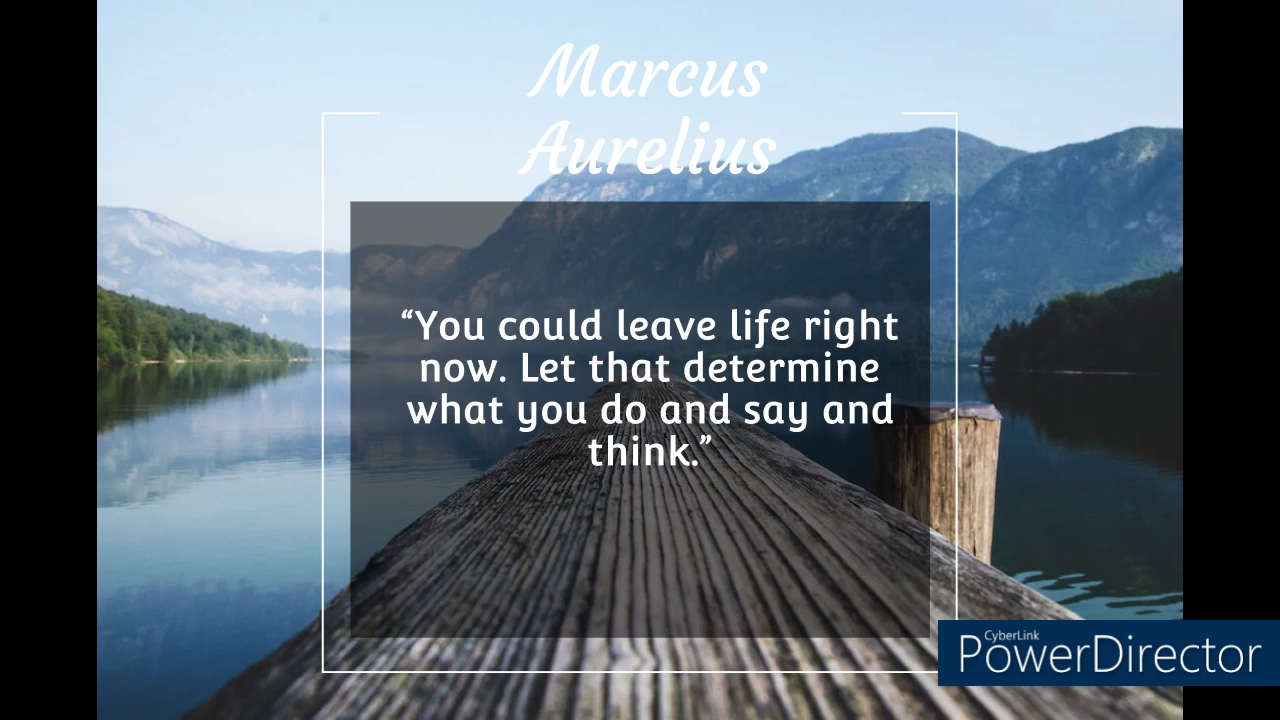 Marcus
Aurelius
“You could leave life right
now. Let that determine
what you do and say and
think.”
CyberLink
PowerDirector